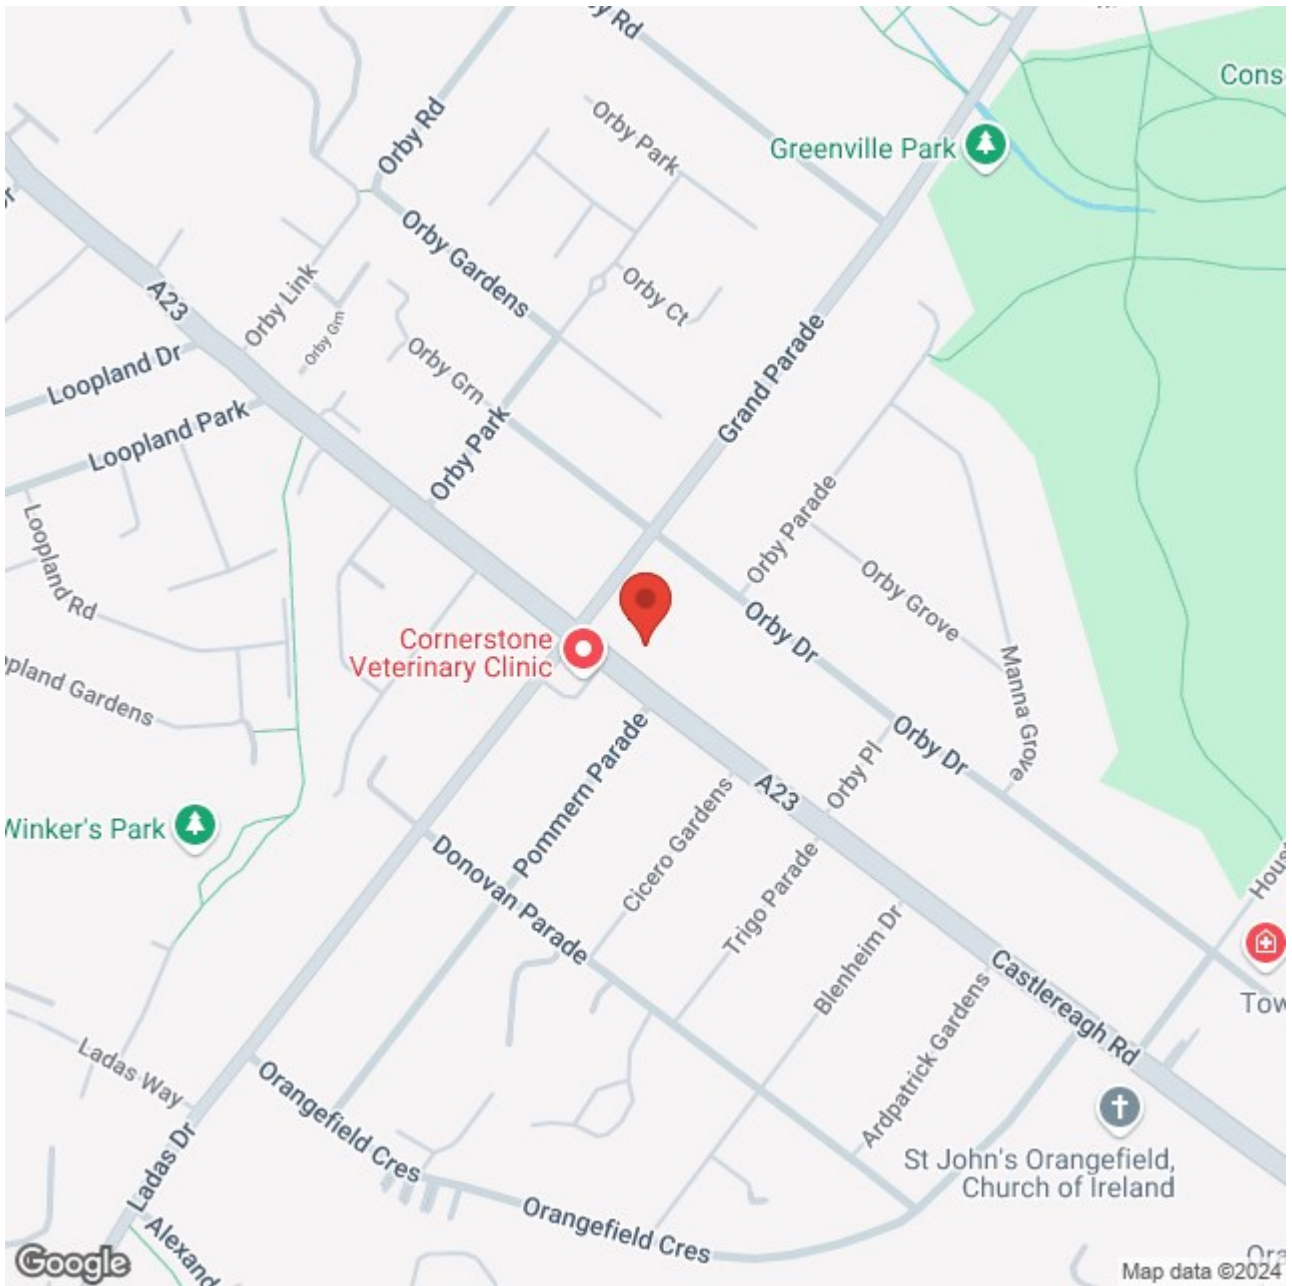 Orby Rd
Orby Park
Greenville Park
Orby Gardens
Orby Link
Orby Grn
Orby Ct
A23
Loopland Dr
Loopland Park
Orby Grn
Orby Park
Grand Parade
Orby Parade
Loopland Rd
Orby Grove
Orby Dr
Manna Grove
Cornerstone
Veterinary Clinic
Gardens
Orby Dr
Pommern Parade
A23
Orby Pl
Winker's Park
Donovan Parade
Cicero Gardens
Trigo Parade
Blenheim Dr
Castlereagh Rd
Ardpatrick Gardens
Ladas Way
Orangefield Cres
Ladas Dr
St John's Orangefield,
Church of Ireland
Orangefield Cres
Google
Map data ©2024